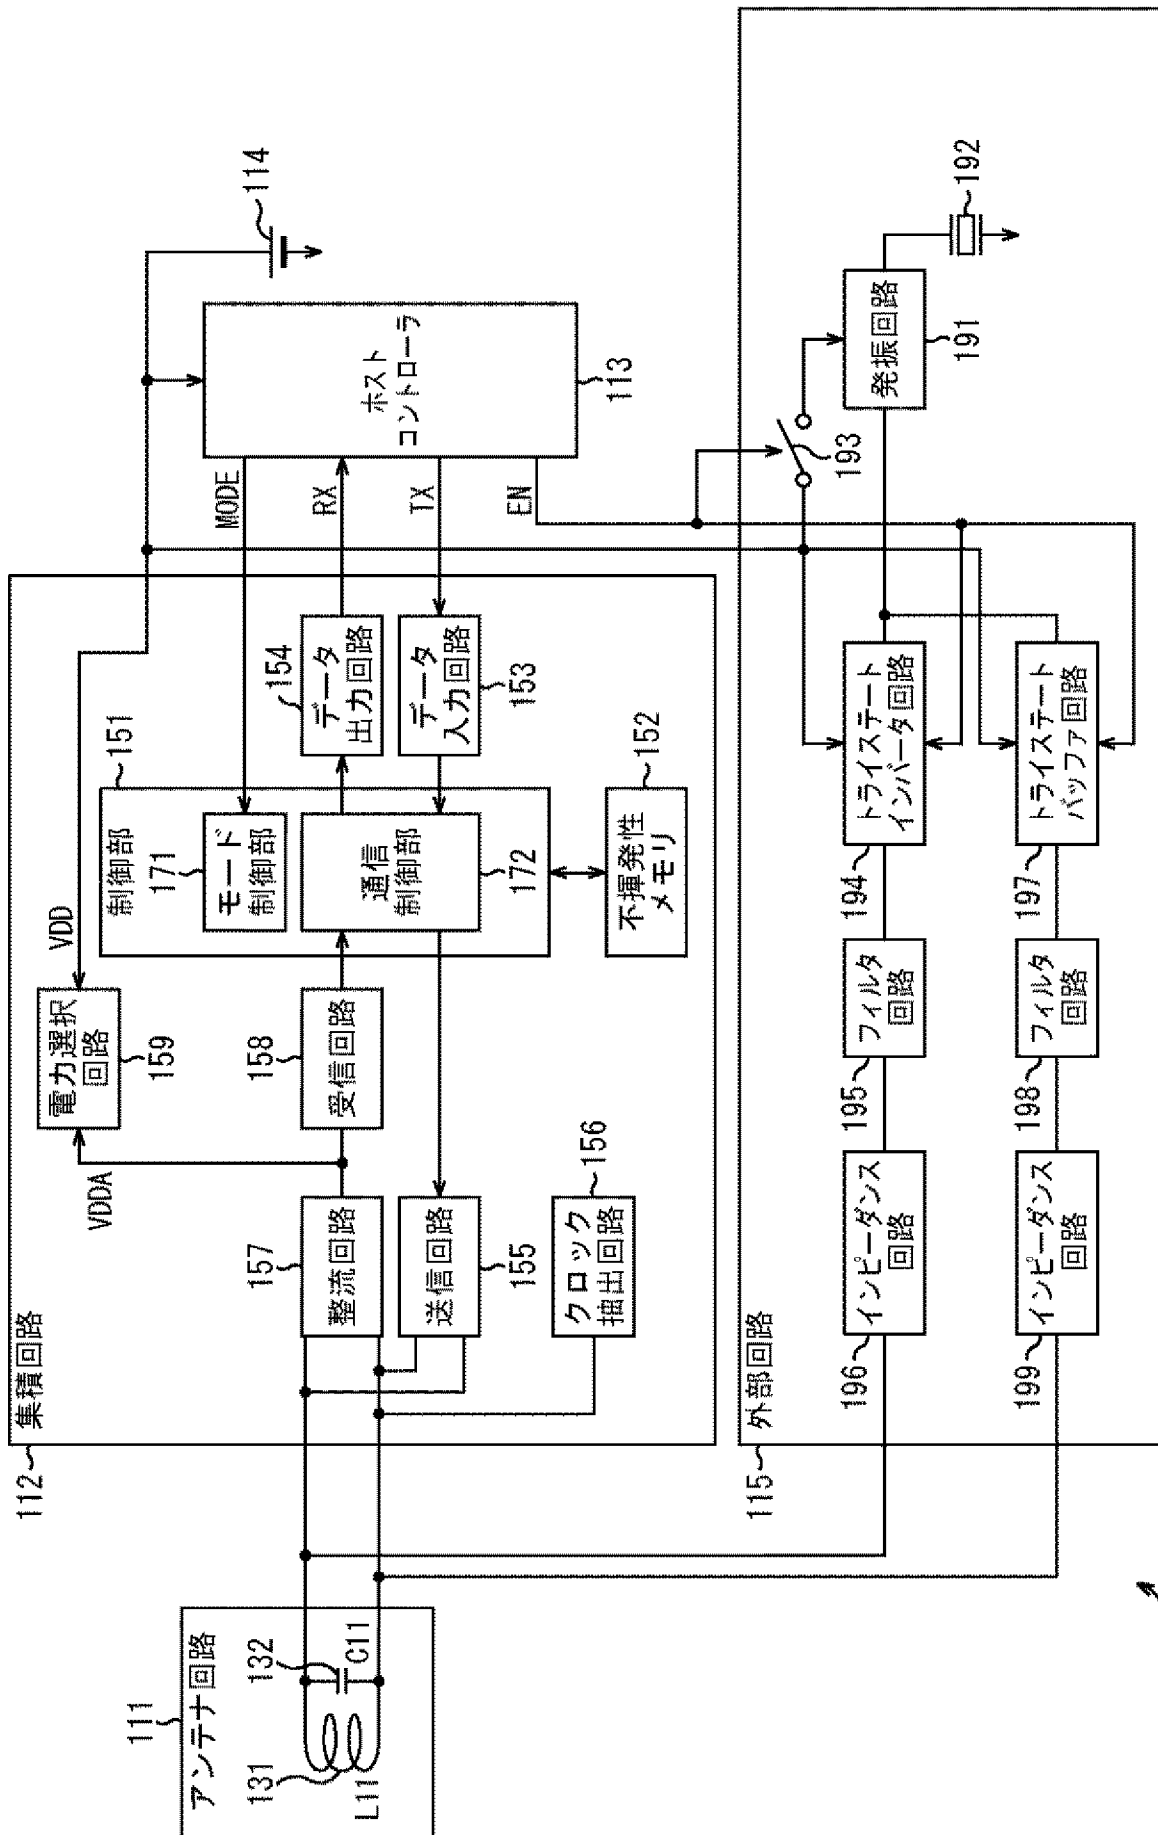 111
アンテナ回路
131
132
L11
C11
112
集積回路
VDDA
VDD
電力選択
回路
159
157
整流回路
158
受信回路
送信回路
155
クロック
抽出回路
156
制御部
151
171
モード
制御部
通信
制御部
172
154
データ
出力回路
データ
入力回路
153
不揮発性
メモリ
152
MODE
RX
TX
EN
ホスト
コントローラ
113
114
115
外部回路
196
インピーダンス
回路
195
フィルタ
回路
194
トライステート
インバータ回路
199
インピーダンス
回路
198
フィルタ
回路
197
トライステート
バッファ回路
193
発振回路
191
192